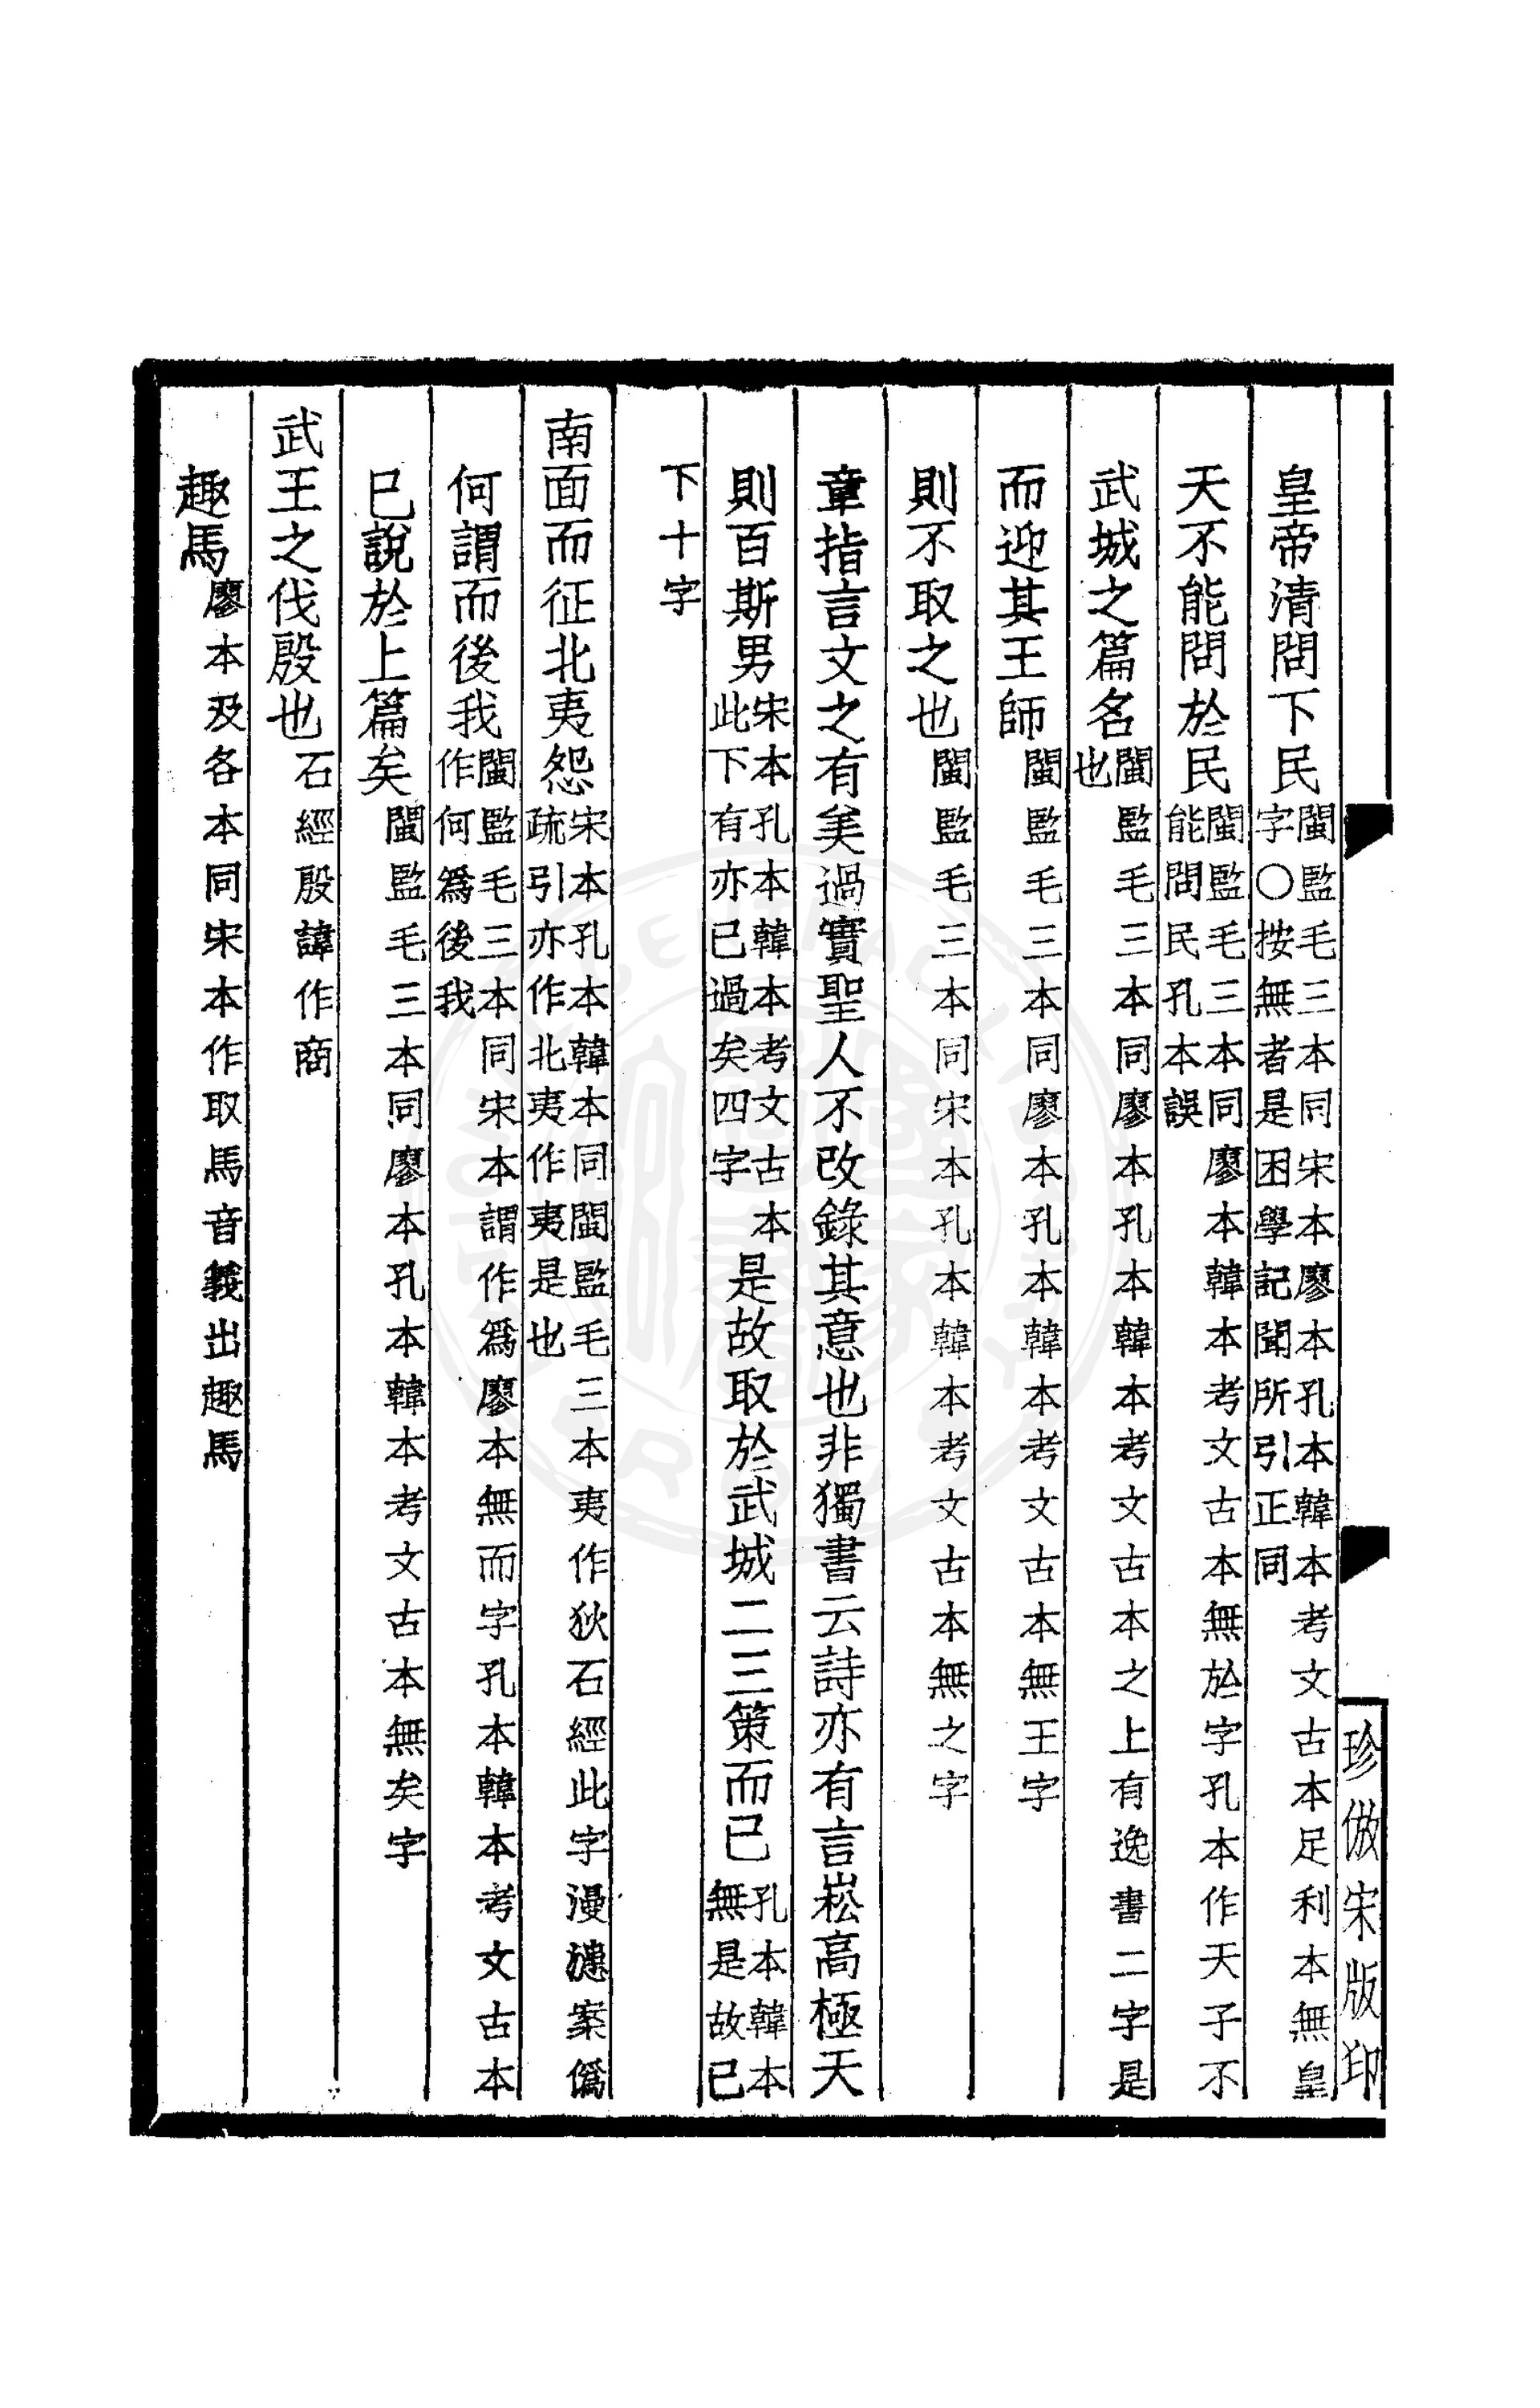 皇帝清問下民閩監毛三本同宋本廖本孔本韓本考文古本足利本無皇
字○按無者是困學記聞所引正同
天不能問於民閩監毛三本同廖本韓本考文古本無於字孔本作天子不
能問民孔本誤
武城之篇名閩監毛三本同廖本孔本韓本考文古本之上有逸書二字是
也
而迎其王師閩監毛三本同廖本孔本韓本考文古本無王字
則不取之也閩監毛三本同宋本孔本韓本考文古本無之字
章指言文之有美過實聖人不改錄其意也非獨書云詩亦有言崧高極天
則百斯男宋本孔本韓本考文古本
此下有亦已過矣四字
是故取於武城二三策而已孔本韓本
無是故已
下十字
南面而征北夷怨宋本孔本韓本同閩監毛三本夷作狄石經此字漫漶案僞
疏引亦作北夷作夷是也
何謂而後我閩監毛三本同宋本謂作爲廖本無而字孔本韓本考文古本
作何爲後我
已說於上篇矣閩監毛三本同廖本孔本韓本考文古本無矣字
武王之伐殷也石經殷諱作商
趣馬廖本及各本同宋本作取馬音義出趣馬
珍倣宋版印